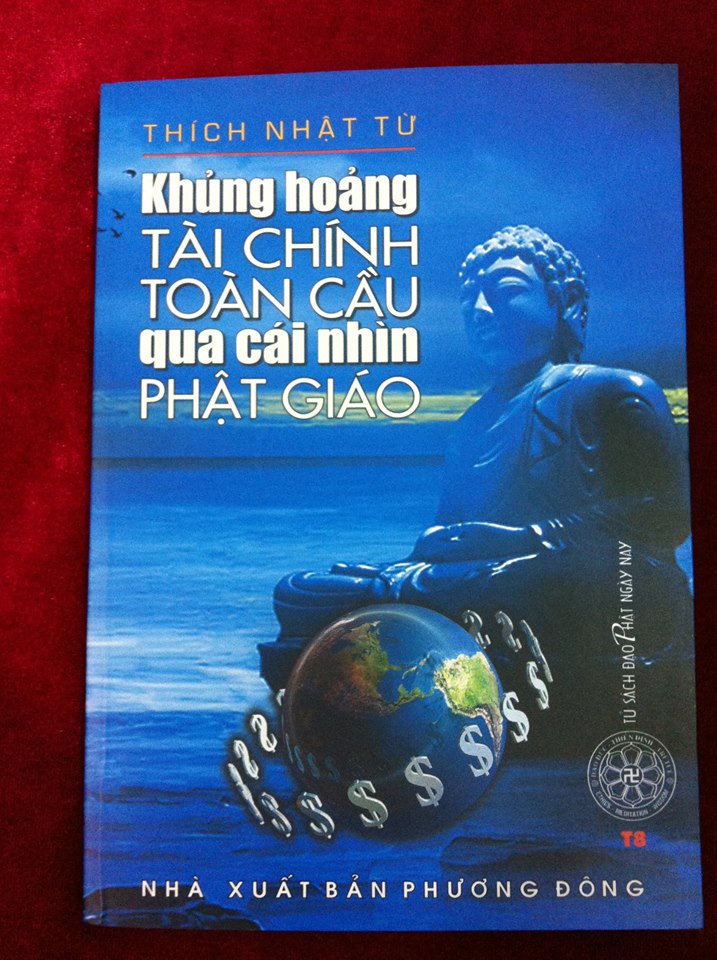 THÍCH NHẬT TỪ
Khủng hoảng
TÀI CHÍNH
TOÀN CẦU
qua cái nhìn
PHẬT GIÁO
TỦ SÁCH ĐẠO PHẬT NGÀY NAY
MEDITATION
T8
NHÀ XUẤT BẢN PHƯƠNG ĐÔNG